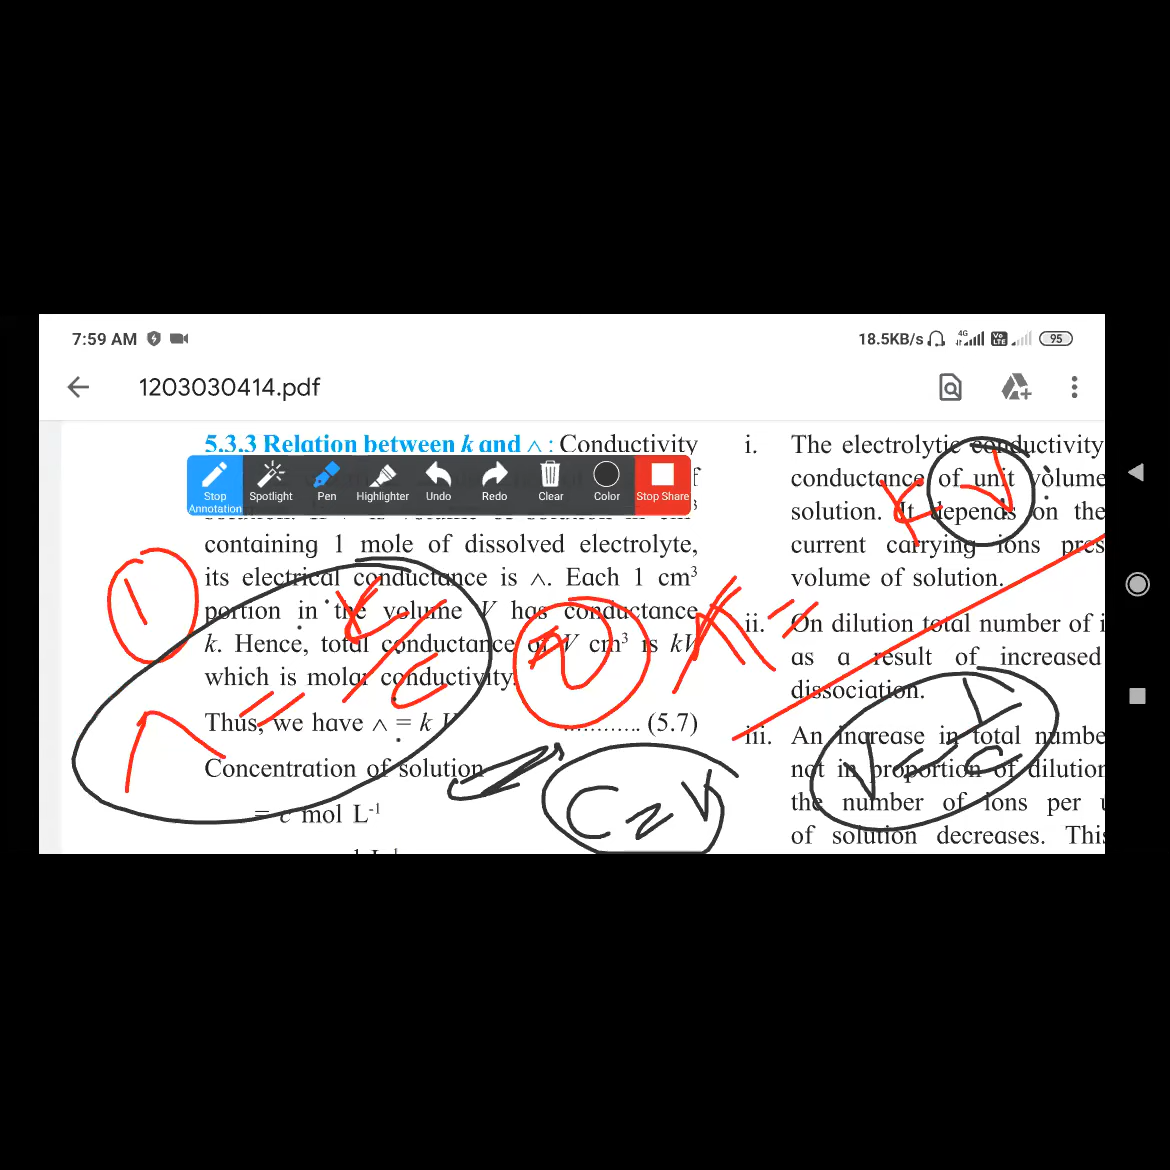 7:59 AM 18.5KB/s 4G Vo LTE 95
1203030414.pdf
5.3.3 Relation between k and ∧ : Conductivity
Stop Annotation Spotlight Pen Highlighter Undo Redo Clear Color Stop Share
containing 1 mole of dissolved electrolyte,
its electrical conductance is ∧. Each 1 cm³
portion in the volume V has conductance
k. Hence, total conductance of V cm³ is kV
which is molar conductivity.
Thus, we have ∧ = k V ........... (5.7)
Concentration of solution
= c mol L⁻¹
1
∧ = k/c
2
∧ =
i. The electrolytic conductivity
conductance of unit volume
solution. It depends on the
current carrying ions pres
volume of solution.
ii. On dilution total number of i
as a result of increased
dissociation.
iii. An increase in total numbe
not in proportion of dilution
the number of ions per u
of solution decreases. This
K V
V = 1/c